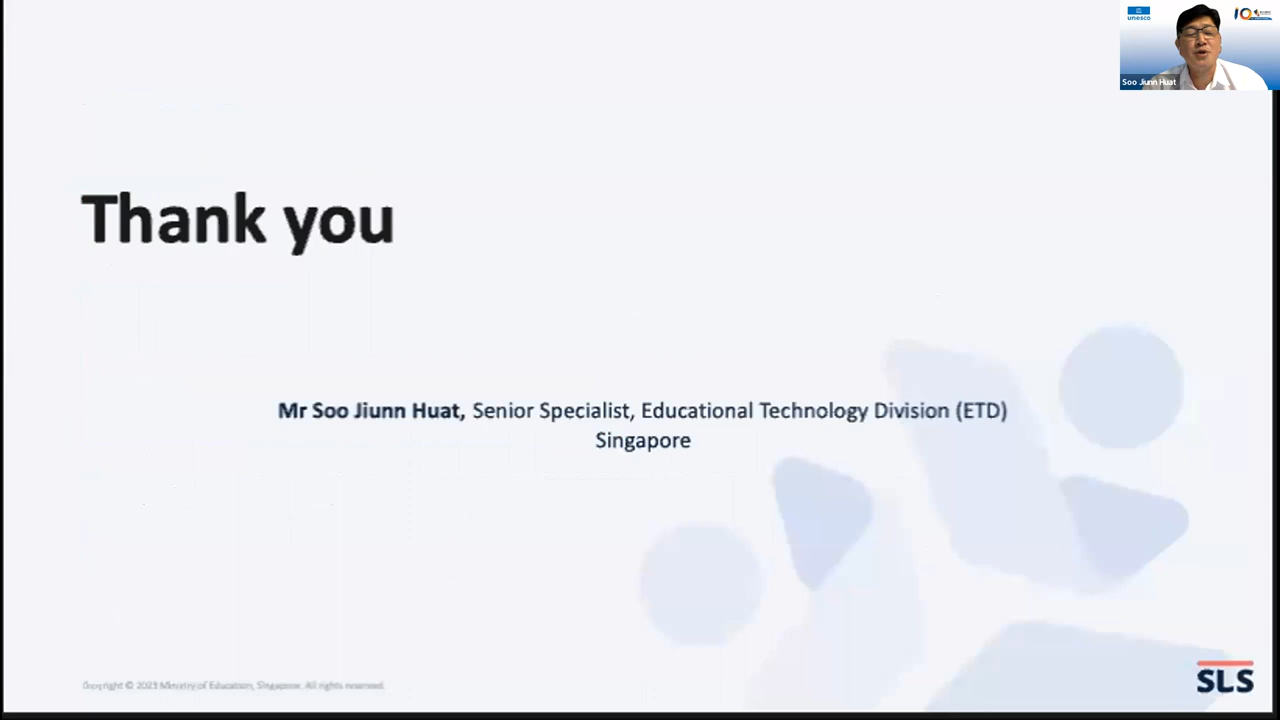 unesco
Soo Jiunn Huat
Thank you
Mr Soo Jiunn Huat, Senior Specialist, Educational Technology Division (ETD)
Singapore
Copyright © 2023 Ministry of Education, Singapore. All rights reserved.
SLS